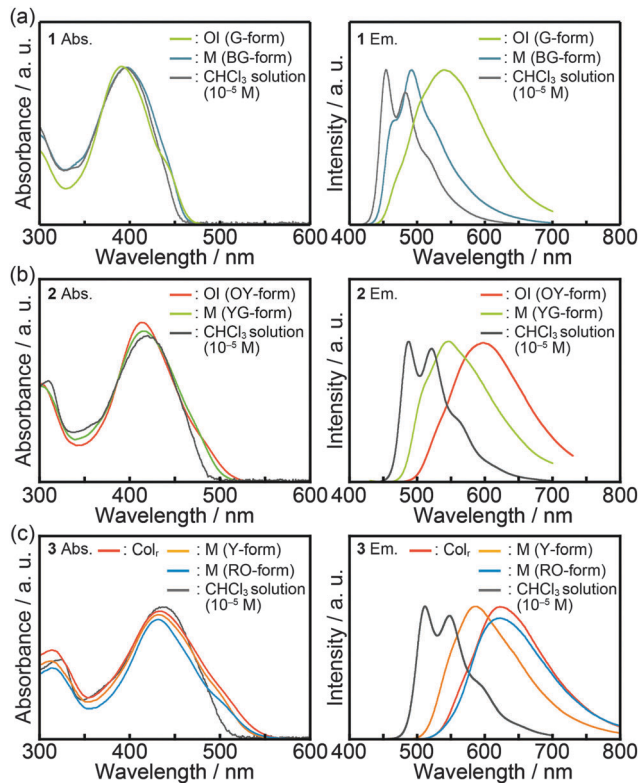 (a)
1 Abs.
: OI (G-form)
: M (BG-form)
: CHCl₃ solution
(10⁻⁵ M)
Absorbance / a. u.
300 400 500 600
Wavelength / nm
1 Em.
: OI (G-form)
: M (BG-form)
: CHCl₃ solution
(10⁻⁵ M)
Intensity / a. u.
400 500 600 700 800
Wavelength / nm
(b)
2 Abs.
: OI (OY-form)
: M (YG-form)
: CHCl₃ solution
(10⁻⁵ M)
Absorbance / a. u.
300 400 500 600
Wavelength / nm
2 Em.
: OI (OY-form)
: M (YG-form)
: CHCl₃ solution
(10⁻⁵ M)
Intensity / a. u.
400 500 600 700 800
Wavelength / nm
(c)
3 Abs. : Colᵣ : M (Y-form)
: M (RO-form)
: CHCl₃ solution
(10⁻⁵ M)
Absorbance / a. u.
300 400 500 600
Wavelength / nm
3 Em. : Colᵣ : M (Y-form)
: M (RO-form)
: CHCl₃ solution
(10⁻⁵ M)
Intensity / a. u.
400 500 600 700 800
Wavelength / nm